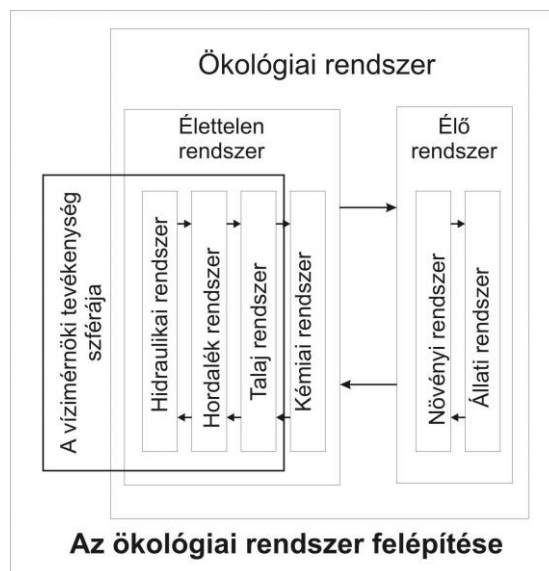 Ökológiai rendszer
Élettelen
rendszer
Élő
rendszer
A vízimérnöki tevékenység
szférája
Hidraulikai rendszer
Hordalék rendszer
Talaj rendszer
Kémiai rendszer
Növényi rendszer
Állati rendszer
Az ökológiai rendszer felépítése